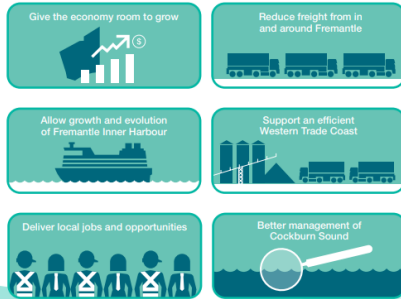 Give the economy room to grow
$
Reduce freight from in
and around Fremantle
Allow growth and evolution
of Fremantle Inner Harbour
Support an efficient
Western Trade Coast
Deliver local jobs and opportunities
Better management of
Cockburn Sound